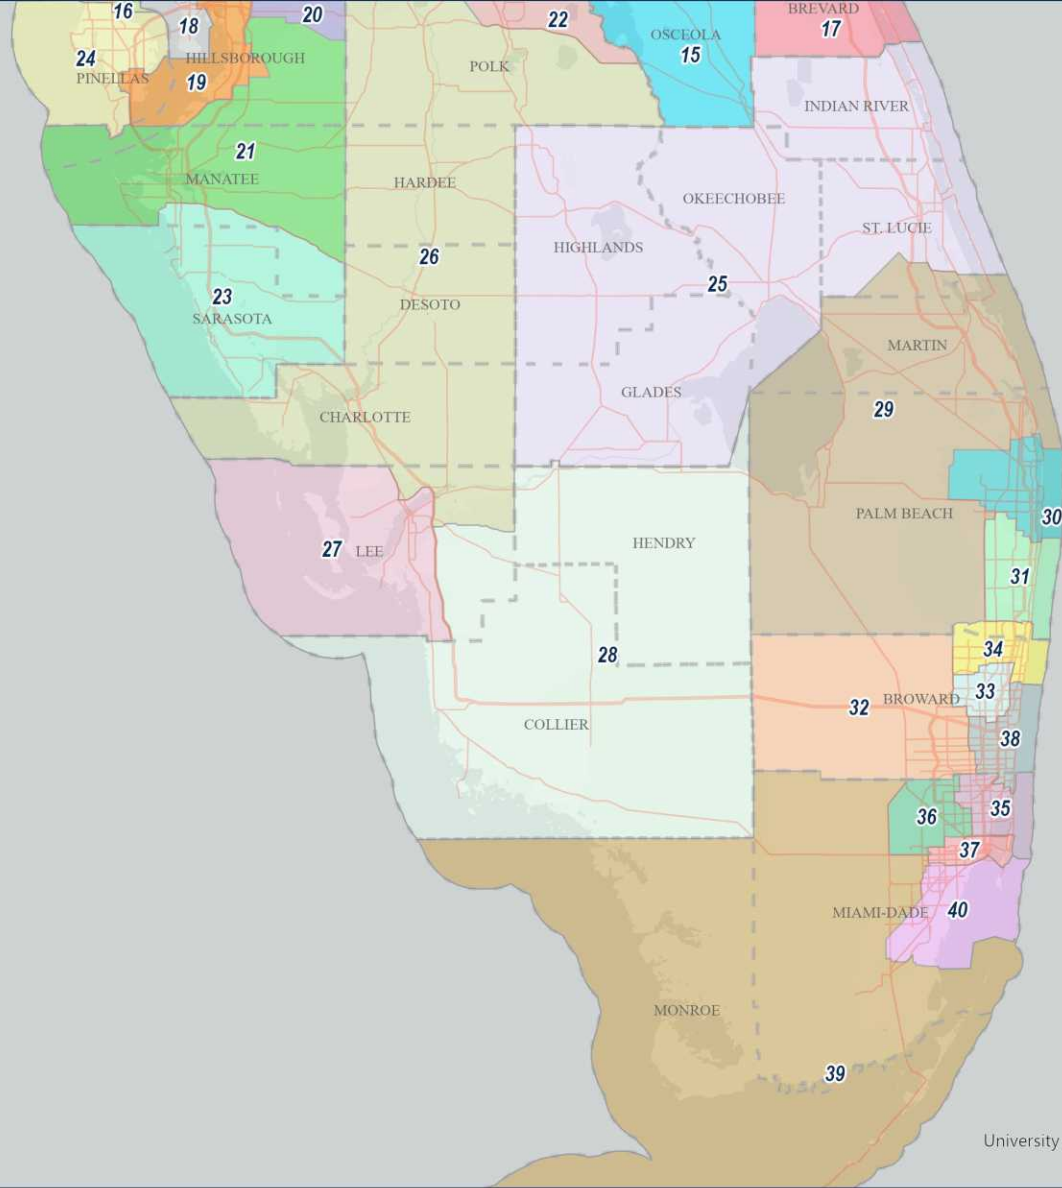 BREVARD
16
20
22
17
18
OSCEOLA
24
HILLSBOROUGH
15
POLK
PINELLAS
19
INDIAN RIVER
21
MANATEE
HARDEE
OKEECHOBEE
ST. LUCIE
HIGHLANDS
26
25
23
DESOTO
SARASOTA
MARTIN
GLADES
29
CHARLOTTE
PALM BEACH
30
HENDRY
27
LEE
31
34
28
33
BROWARD
32
COLLIER
38
35
36
37
MIAMI-DADE
40
MONROE
39
University